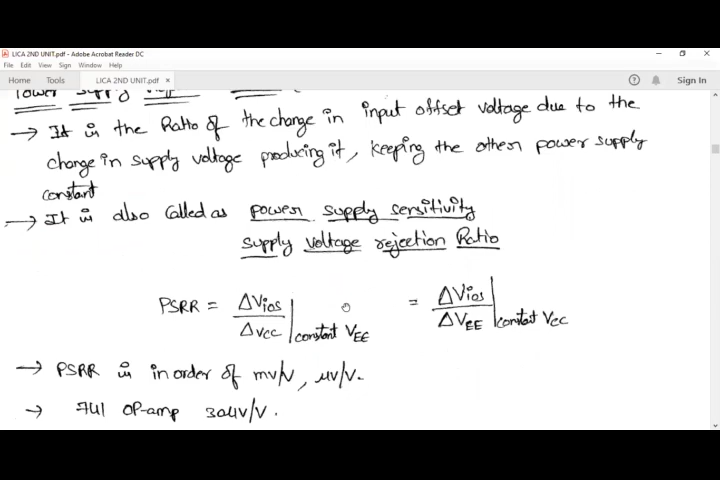 LICA 2ND UNIT.pdf - Adobe Acrobat Reader DC
File Edit View Sign Window Help
Home Tools LICA 2ND UNIT.pdf × Sign In
Power Supply
→ It is the Ratio of the change in input offset voltage due to the
change in supply voltage producing it, keeping the other power supply
constant
→ It is also called as power supply sensitivity
supply voltage rejection Ratio
PSRR = ΔVios/ΔVCC | constant VEE = ΔVios/ΔVEE | constant VCC
→ PSRR is in order of mv/v, μv/v.
→ 741 OP-amp 30μv/v.